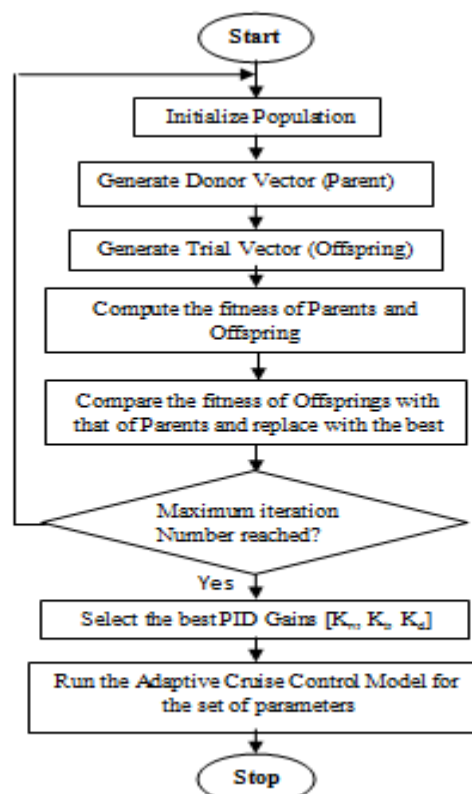 Start
Initialize Population
Generate Donor Vector (Parent)
Generate Trial Vector (Offspring)
Compute the fitness of Parents and
Offspring
Compare the fitness of Offsprings with
that of Parents and replace with the best
Maximum iteration
Number reached?
Yes
Select the best PID Gains
Run the Adaptive Cruise Control Model for
the set of parameters
Stop